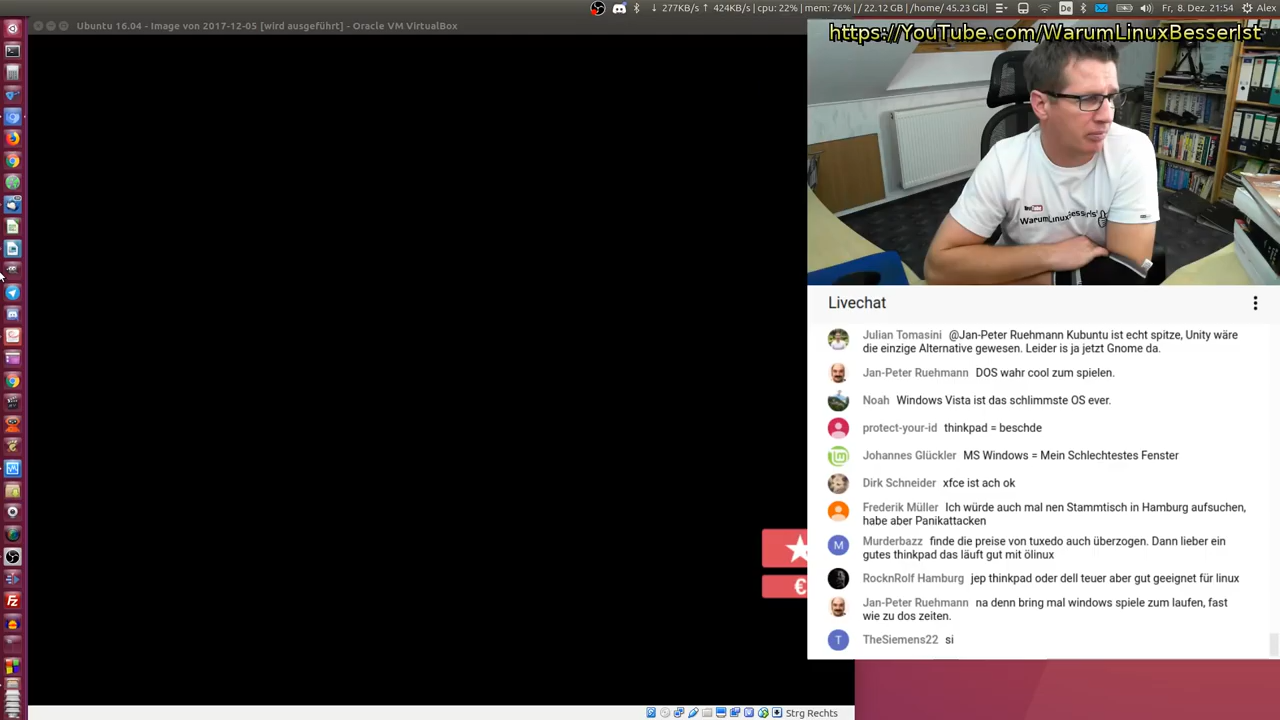 277KB/s 424KB/s cpu: 22% mem: 76% // 22.12 GB /home/ 45.23 GB De Fr, 8. Dez. 21:54 Alex
Ubuntu 16.04 - Image von 2017-12-05 [wird ausgeführt] - Oracle VM VirtualBox
https://YouTube.com/WarumLinuxBesserIst
WarumLinuxBesserIst
Livechat
Julian Tomasini @Jan-Peter Ruehmann Kubuntu ist echt spitze, Unity wäre
die einzige Alternative gewesen. Leider is ja jetzt Gnome da.
Jan-Peter Ruehmann DOS wahr cool zum spielen.
Noah Windows Vista ist das schlimmste OS ever.
protect-your-id thinkpad = beschde
Johannes Glückler MS Windows = Mein Schlechtestes Fenster
Dirk Schneider xfce ist ach ok
Frederik Müller Ich würde auch mal nen Stammtisch in Hamburg aufsuchen,
habe aber Panikattacken
M Murderbazz finde die preise von tuxedo auch überzogen. Dann lieber ein
gutes thinkpad das läuft gut mit ölinux
RocknRolf Hamburg jep thinkpad oder dell teuer aber gut geeignet für linux
Jan-Peter Ruehmann na denn bring mal windows spiele zum laufen, fast
wie zu dos zeiten.
T TheSiemens22 si
€
Strg Rechts